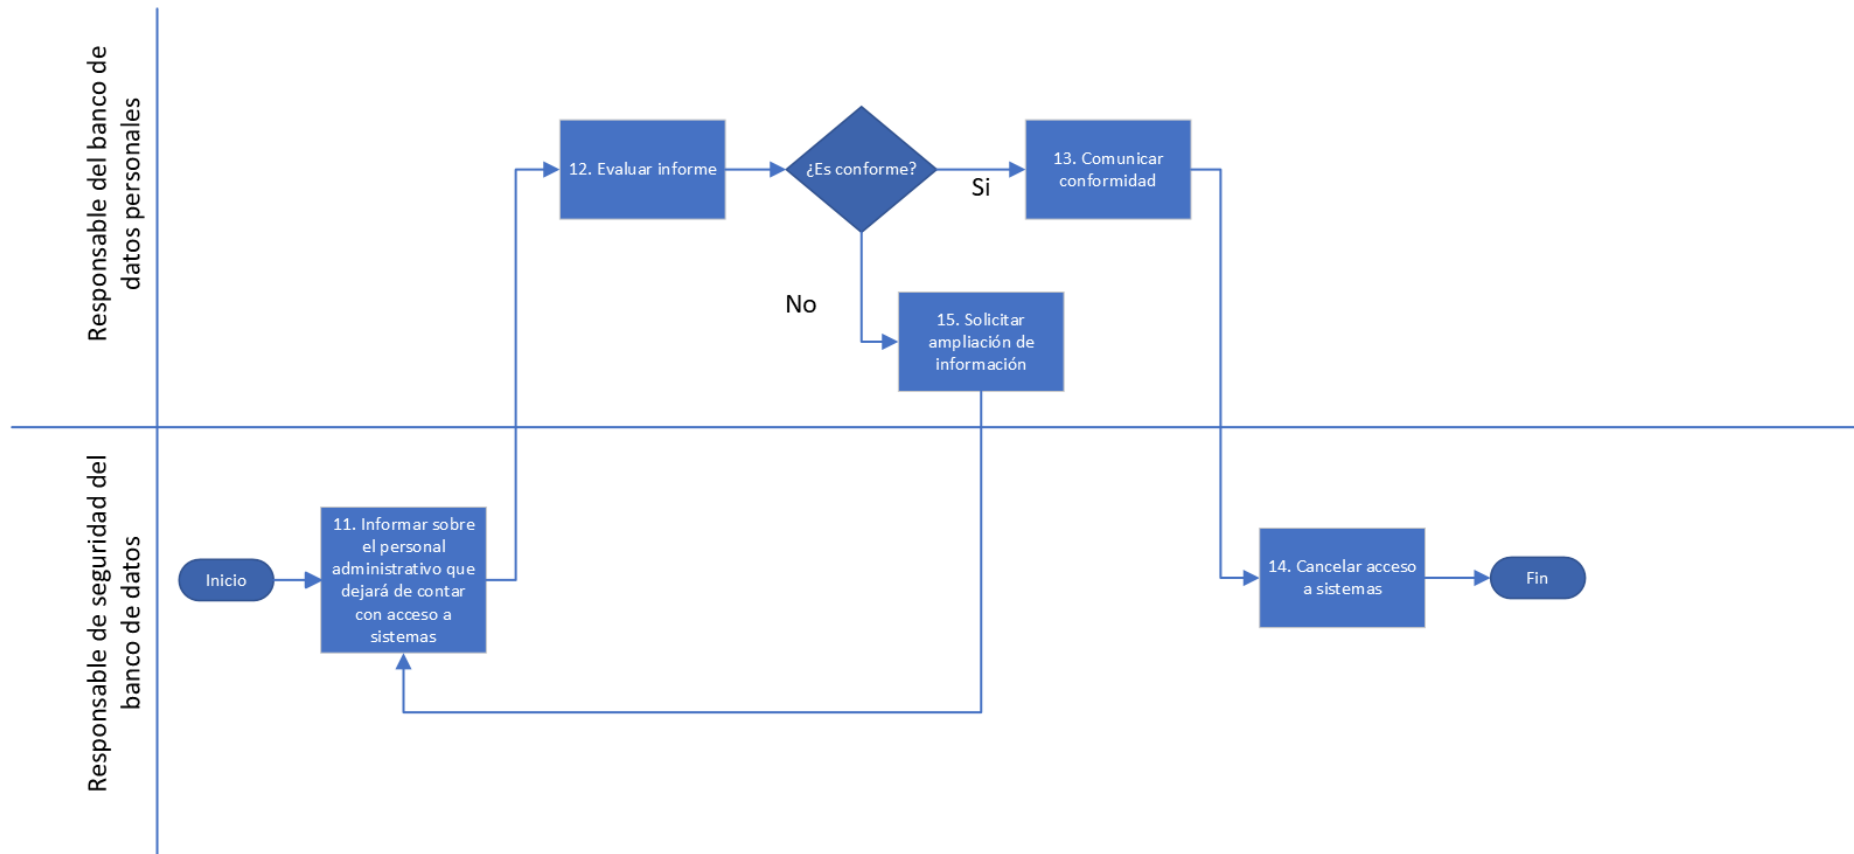 Responsable del banco de
datos personales
12. Evaluar informe
¿Es conforme?
Si
13. Comunicar
conformidad
No
15. Solicitar
ampliación de
información
Responsable de seguridad del
banco de datos
Inicio
11. Informar sobre
el personal
administrativo que
dejará de contar
con acceso a
sistemas
14. Cancelar acceso
a sistemas
Fin